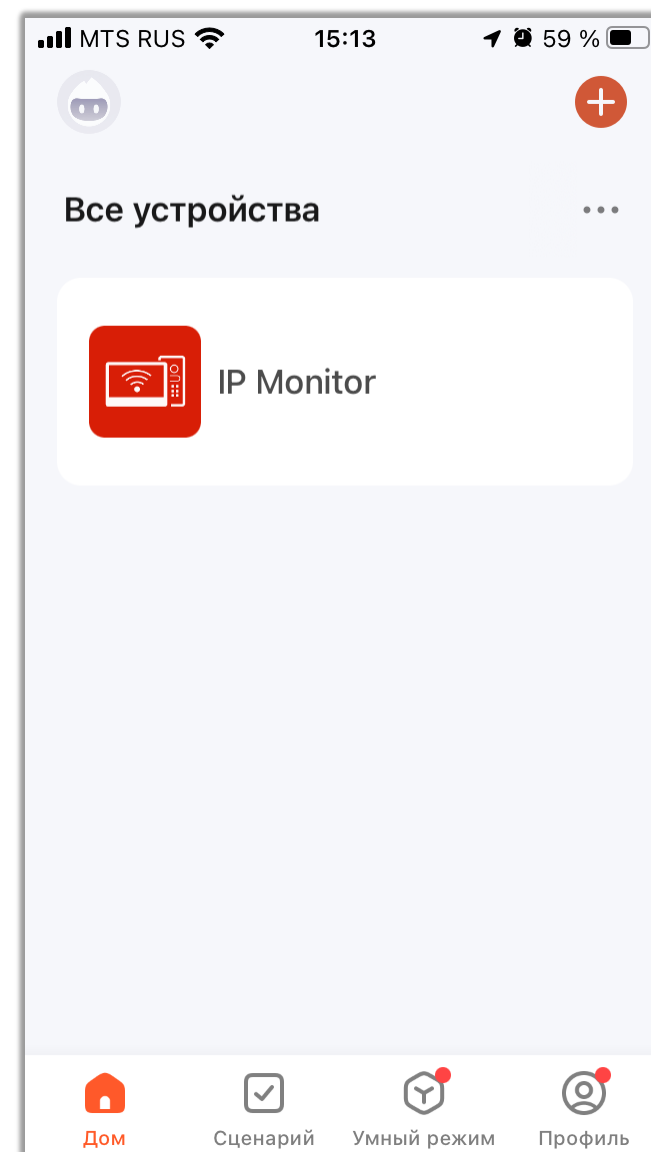 MTS RUS 15:13 59 %
Все устройства
IP Monitor
Дом Сценарий Умный режим Профиль